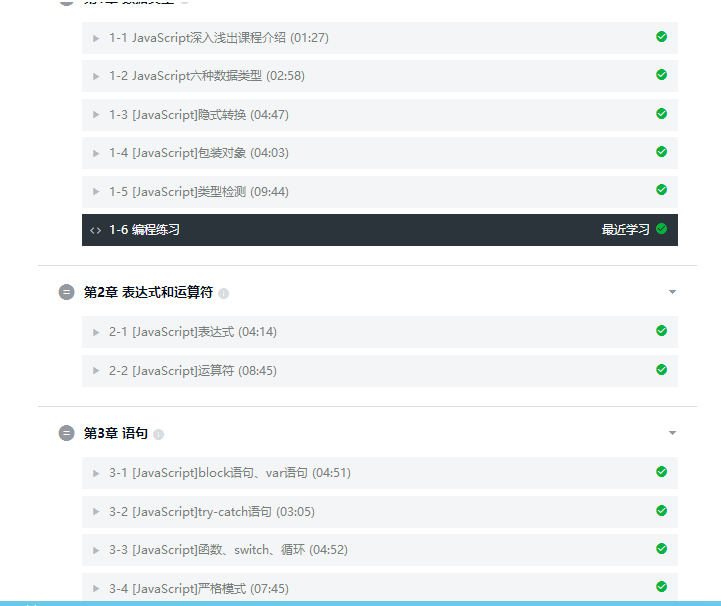 1-1 JavaScript深入浅出课程介绍 (01:27)
1-2 JavaScript六种数据类型 (02:58)
1-3 [JavaScript]隐式转换 (04:47)
1-4 [JavaScript]包装对象 (04:03)
1-5 [JavaScript]类型检测 (09:44)
1-6 编程练习 最近学习
第2章 表达式和运算符
2-1 [JavaScript]表达式 (04:14)
2-2 [JavaScript]运算符 (08:45)
第3章 语句
3-1 [JavaScript]block语句、var语句 (04:51)
3-2 [JavaScript]try-catch语句 (03:05)
3-3 [JavaScript]函数、switch、循环 (04:52)
3-4 [JavaScript]严格模式 (07:45)